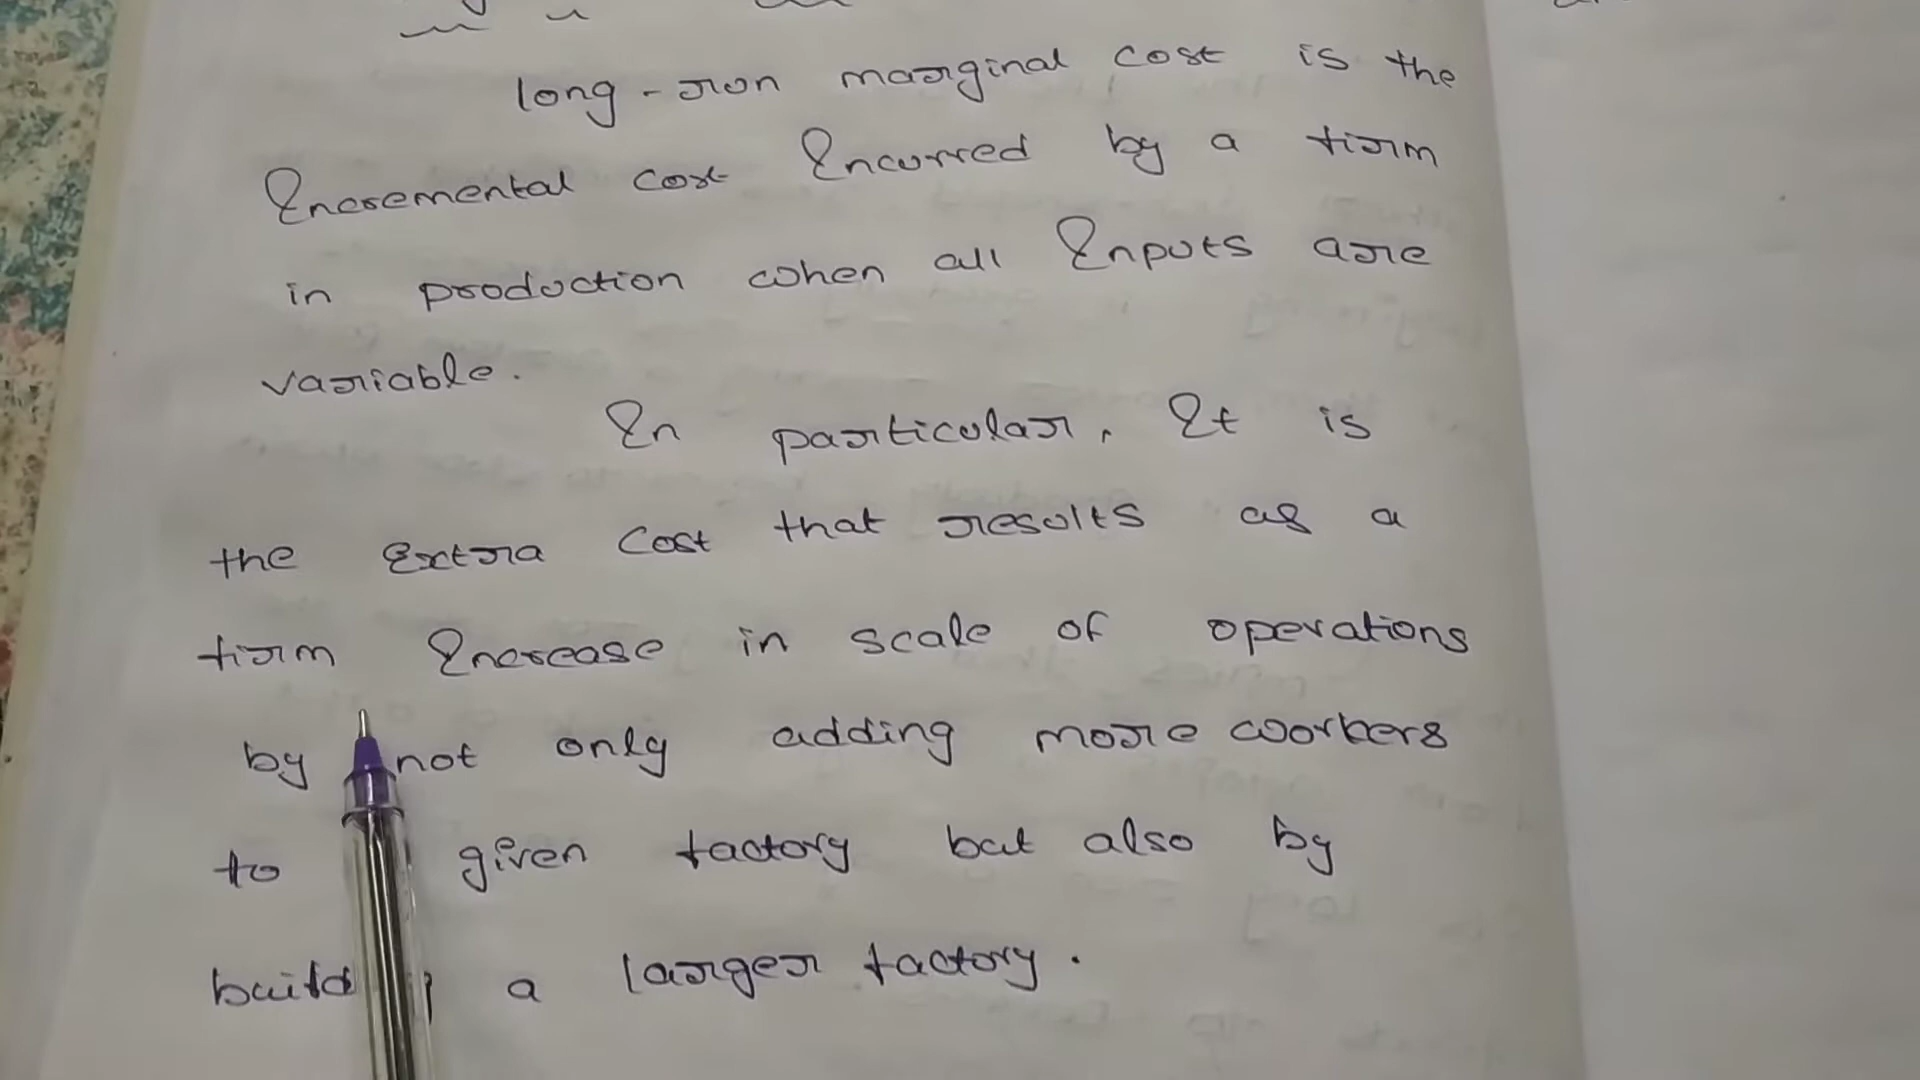 long-run marginal cost is the
Incremental cost Incurred by a firm
in production when all Inputs are
variable.
In particular, It is
the Extra Cost that results as a
firm Increase in scale of operations
by not only adding more workers
to given factory but also by
a larger factory.